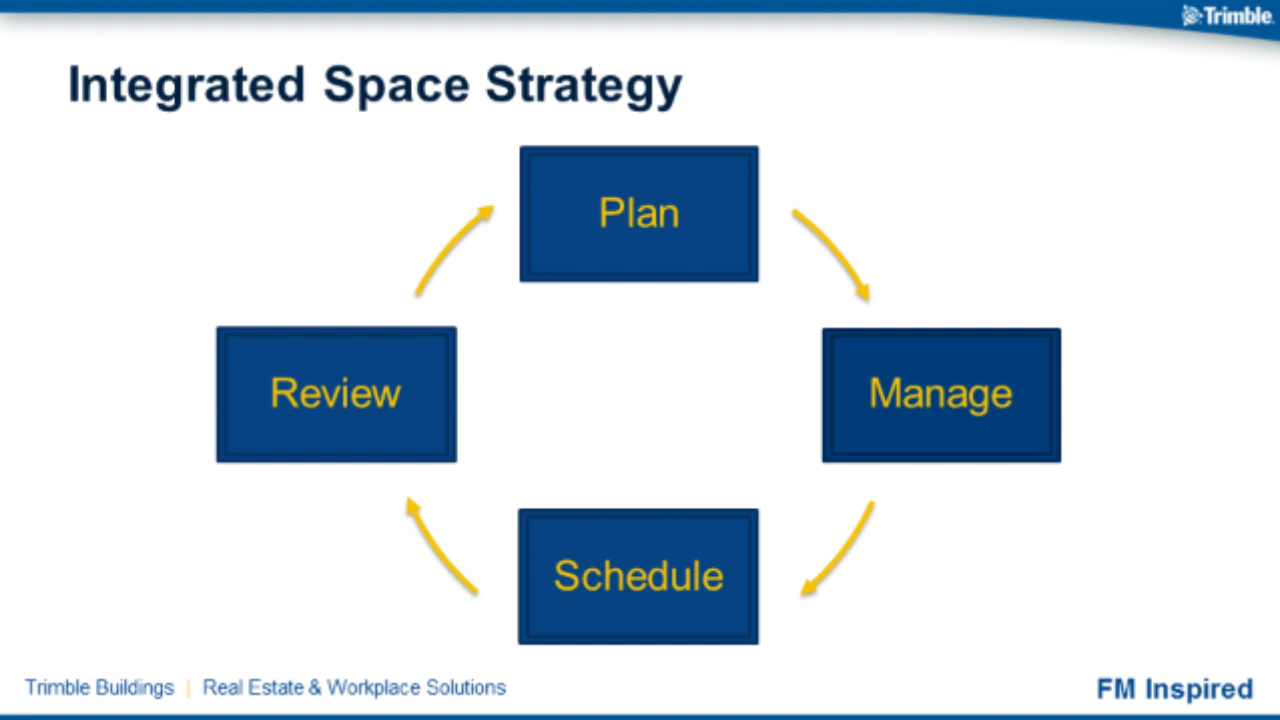 Trimble
Integrated Space Strategy
Plan
Review
Manage
Schedule
Trimble Buildings | Real Estate & Workplace Solutions
FM Inspired